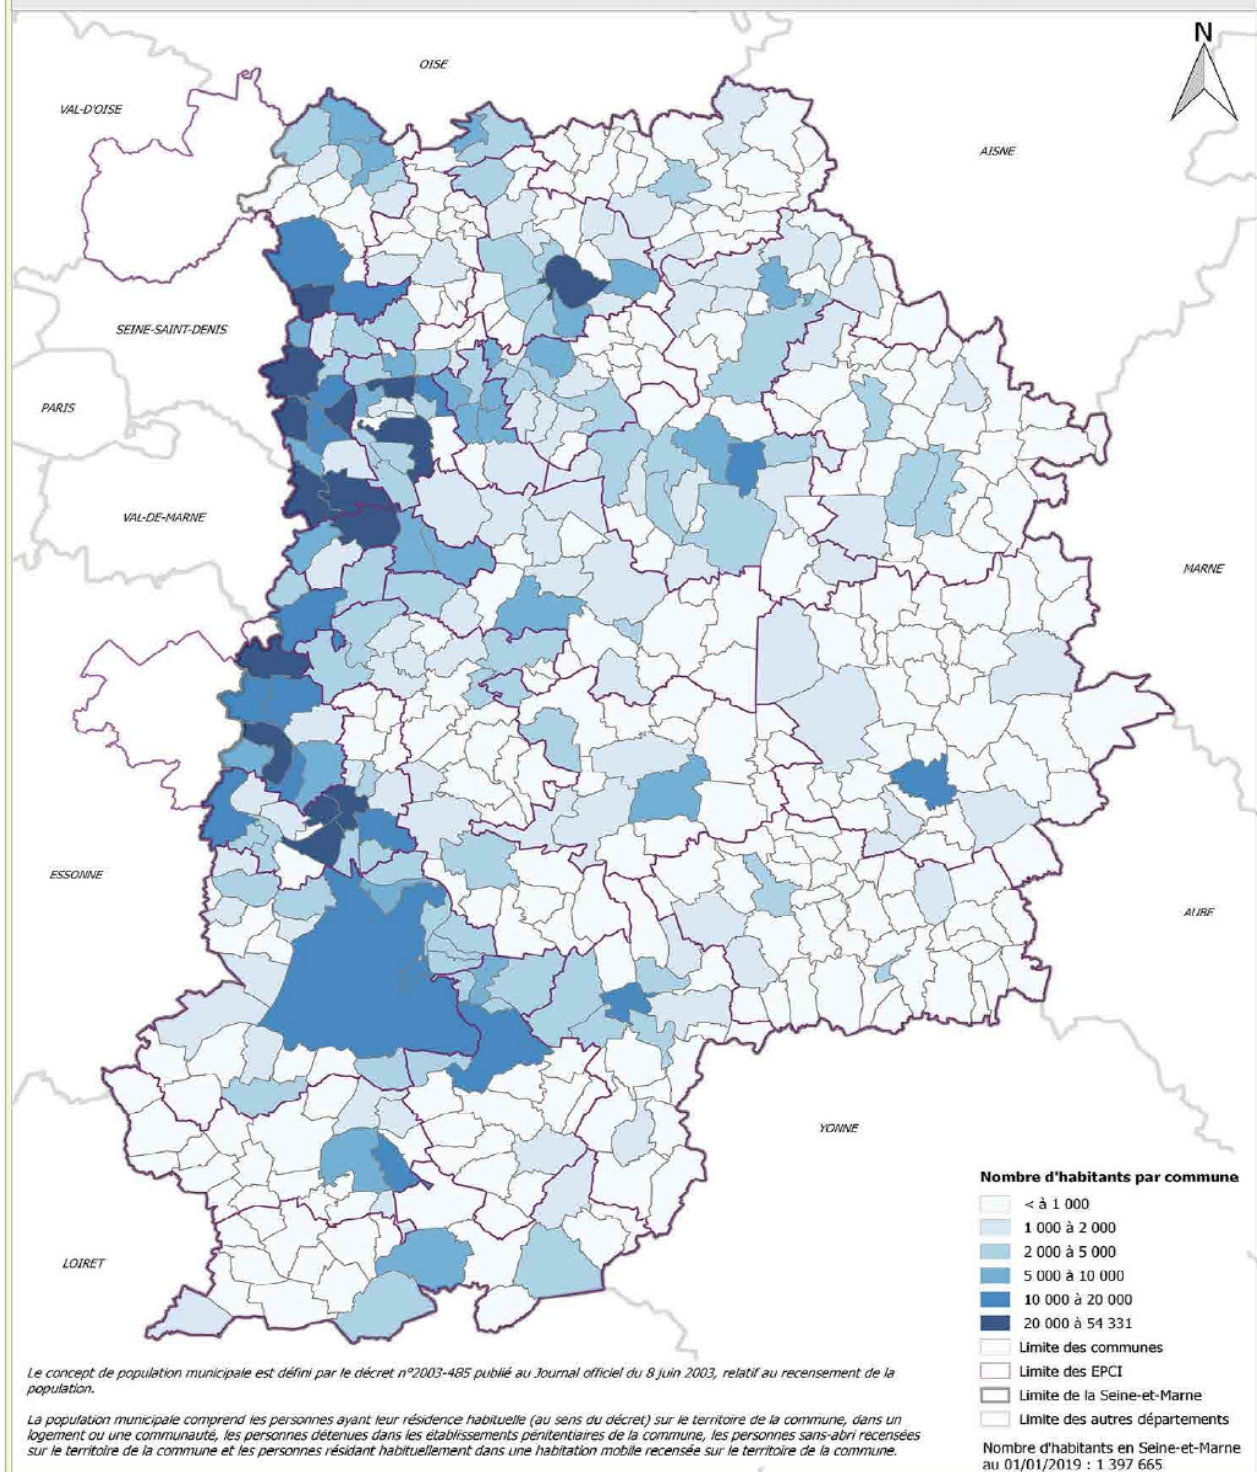 N
OISE
VAL-D'OISE
AISNE
SEINE-SAINT-DENIS
PARIS
VAL-DE-MARNE
MARNE
ESSONNE
AUBE
YONNE
LOIRET
Nombre d'habitants par commune
< à 1 000
1 000 à 2 000
2 000 à 5 000
5 000 à 10 000
10 000 à 20 000
20 000 à 54 331
Limite des communes
Limite des EPCI
Limite de la Seine-et-Marne
Limite des autres départements
Nombre d'habitants en Seine-et-Marne
au 01/01/2019 : 1 397 665
Le concept de population municipale est défini par le décret n°2003-485 publié au Journal officiel du 8 juin 2003, relatif au recensement de la
population.
La population municipale comprend les personnes ayant leur résidence habituelle (au sens du décret) sur le territoire de la commune, dans un
logement ou une communauté, les personnes détenues dans les établissements pénitentiaires de la commune, les personnes sans-abri recensées
sur le territoire de la commune et les personnes résidant habituellement dans une habitation mobile recensée sur le territoire de la commune.